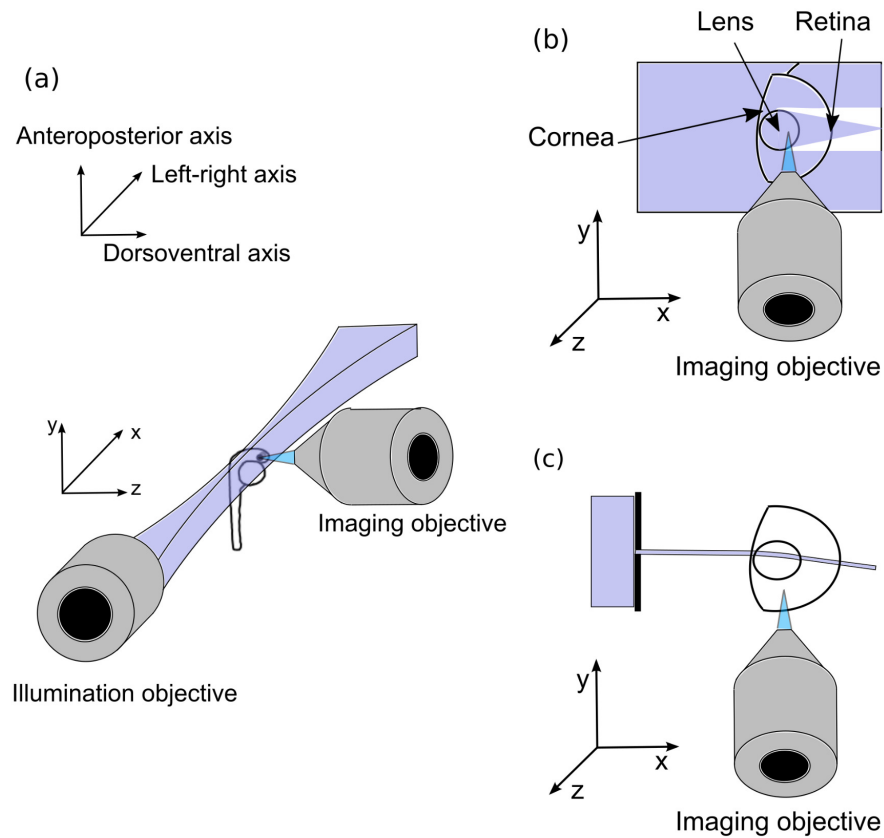 (a)
Anteroposterior axis
Left-right axis
Dorsoventral axis
y
x
z
Imaging objective
Illumination objective
(b)
Lens
Retina
Cornea
y
x
z
Imaging objective
(c)
y
x
z
Imaging objective